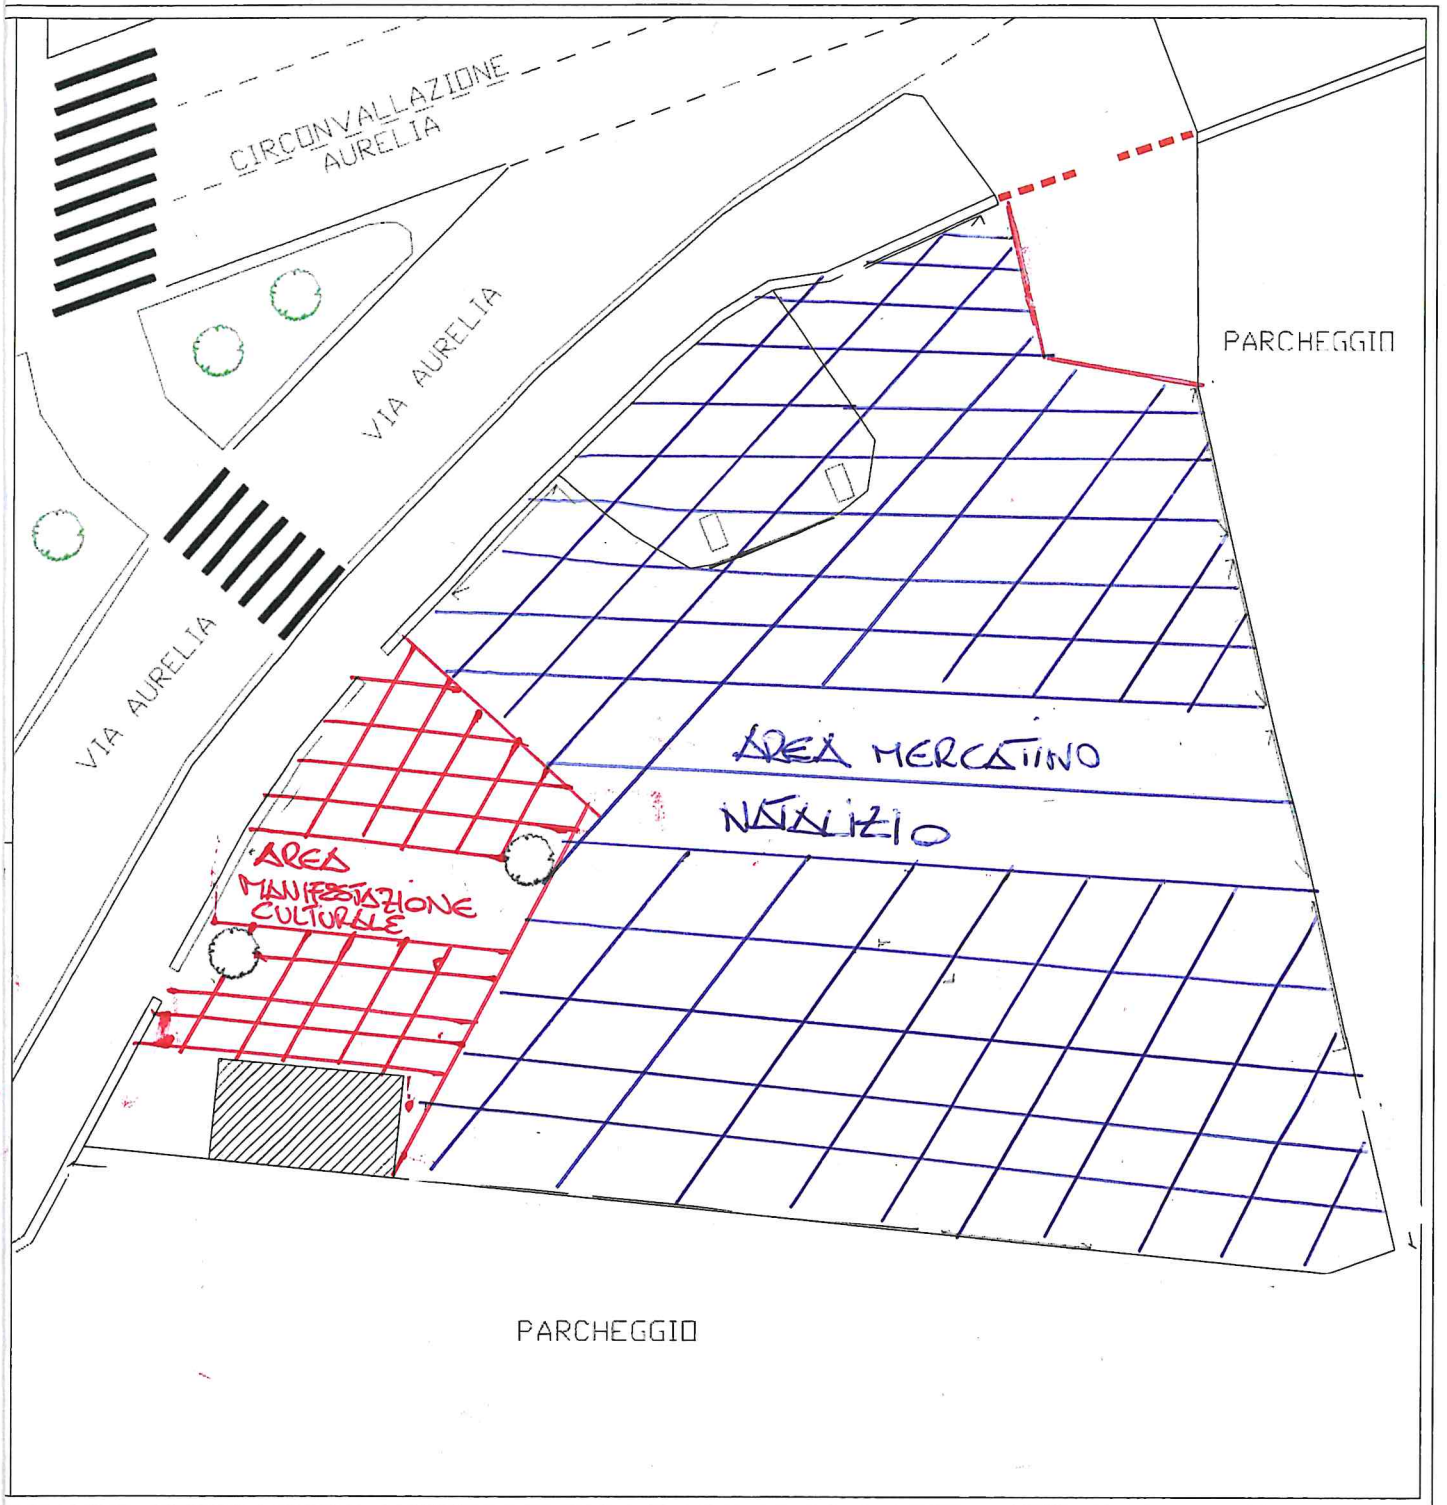 CIRCONVALLAZIONE
AURELIA
VIA AURELIA
PARCHEGGIO
VIA AURELIA
AREA MERCATINO
NATALIZIO
AREA
MANIFESTAZIONE
CULTURALE
PARCHEGGIO